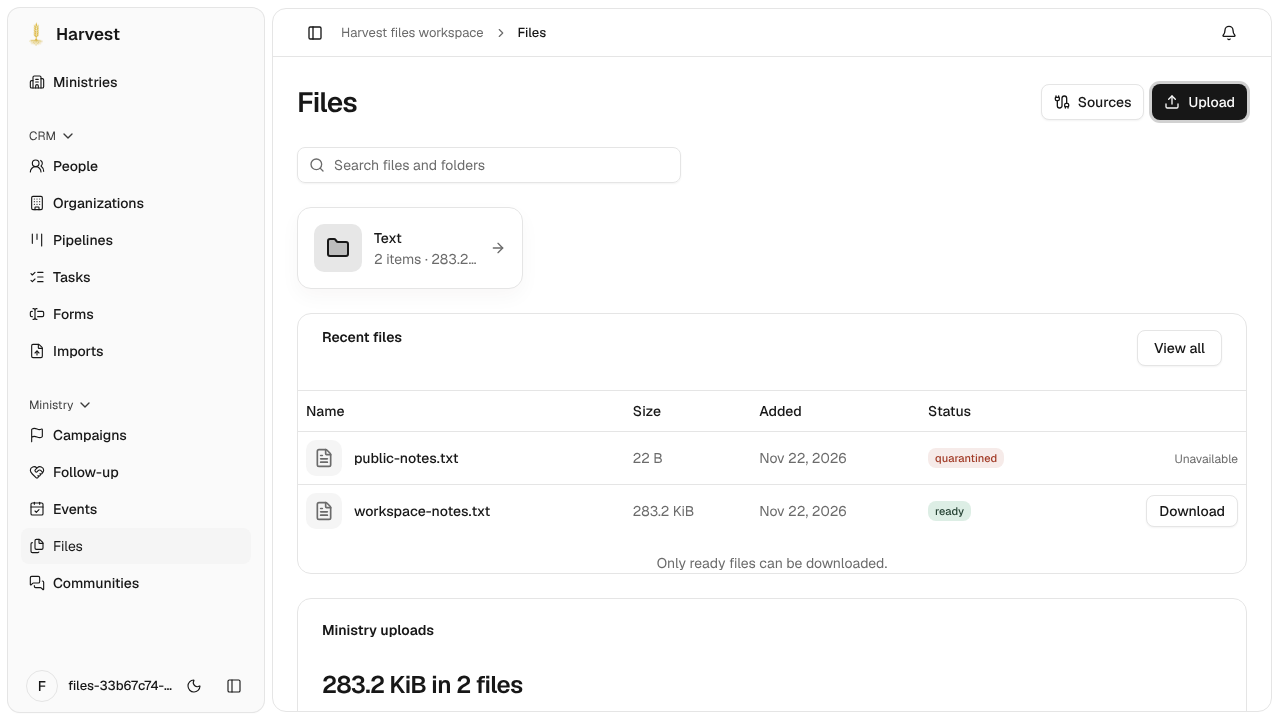 Harvest
Ministries
CRM
People
Organizations
Pipelines
Tasks
Forms
Imports
Ministry
Campaigns
Follow-up
Events
Files
Communities
F files-33b67c74-...
Harvest files workspace > Files
Files
Sources
Upload
Search files and folders
Text
2 items · 283.2...
Recent files
View all
Name Size Added Status
public-notes.txt 22 B Nov 22, 2026 quarantined Unavailable
workspace-notes.txt 283.2 KiB Nov 22, 2026 ready Download
Only ready files can be downloaded.
Ministry uploads
283.2 KiB in 2 files